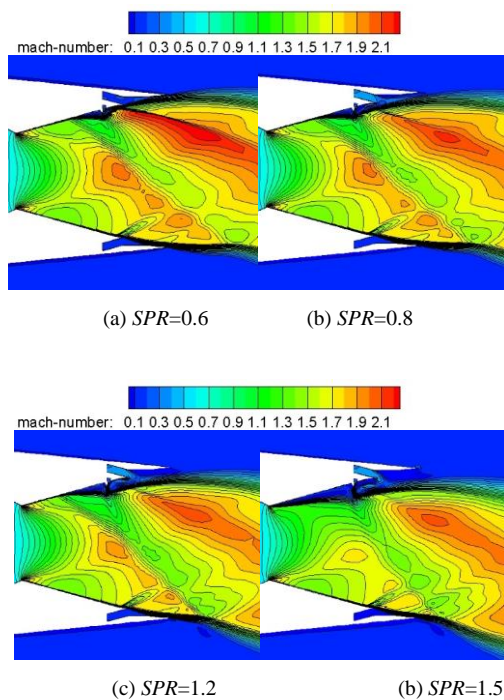 mach-number: 0.1 0.3 0.5 0.7 0.9 1.1 1.3 1.5 1.7 1.9 2.1
(a) SPR=0.6
(b) SPR=0.8
mach-number: 0.1 0.3 0.5 0.7 0.9 1.1 1.3 1.5 1.7 1.9 2.1
(c) SPR=1.2
(b) SPR=1.5